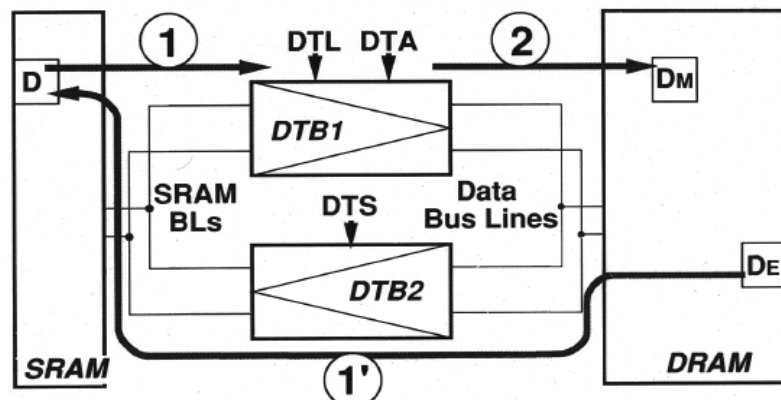 1
DTL DTA
2
D
DM
DTB1
SRAM
BLs
DTS
Data
Bus Lines
DTB2
DE
SRAM
1'
DRAM